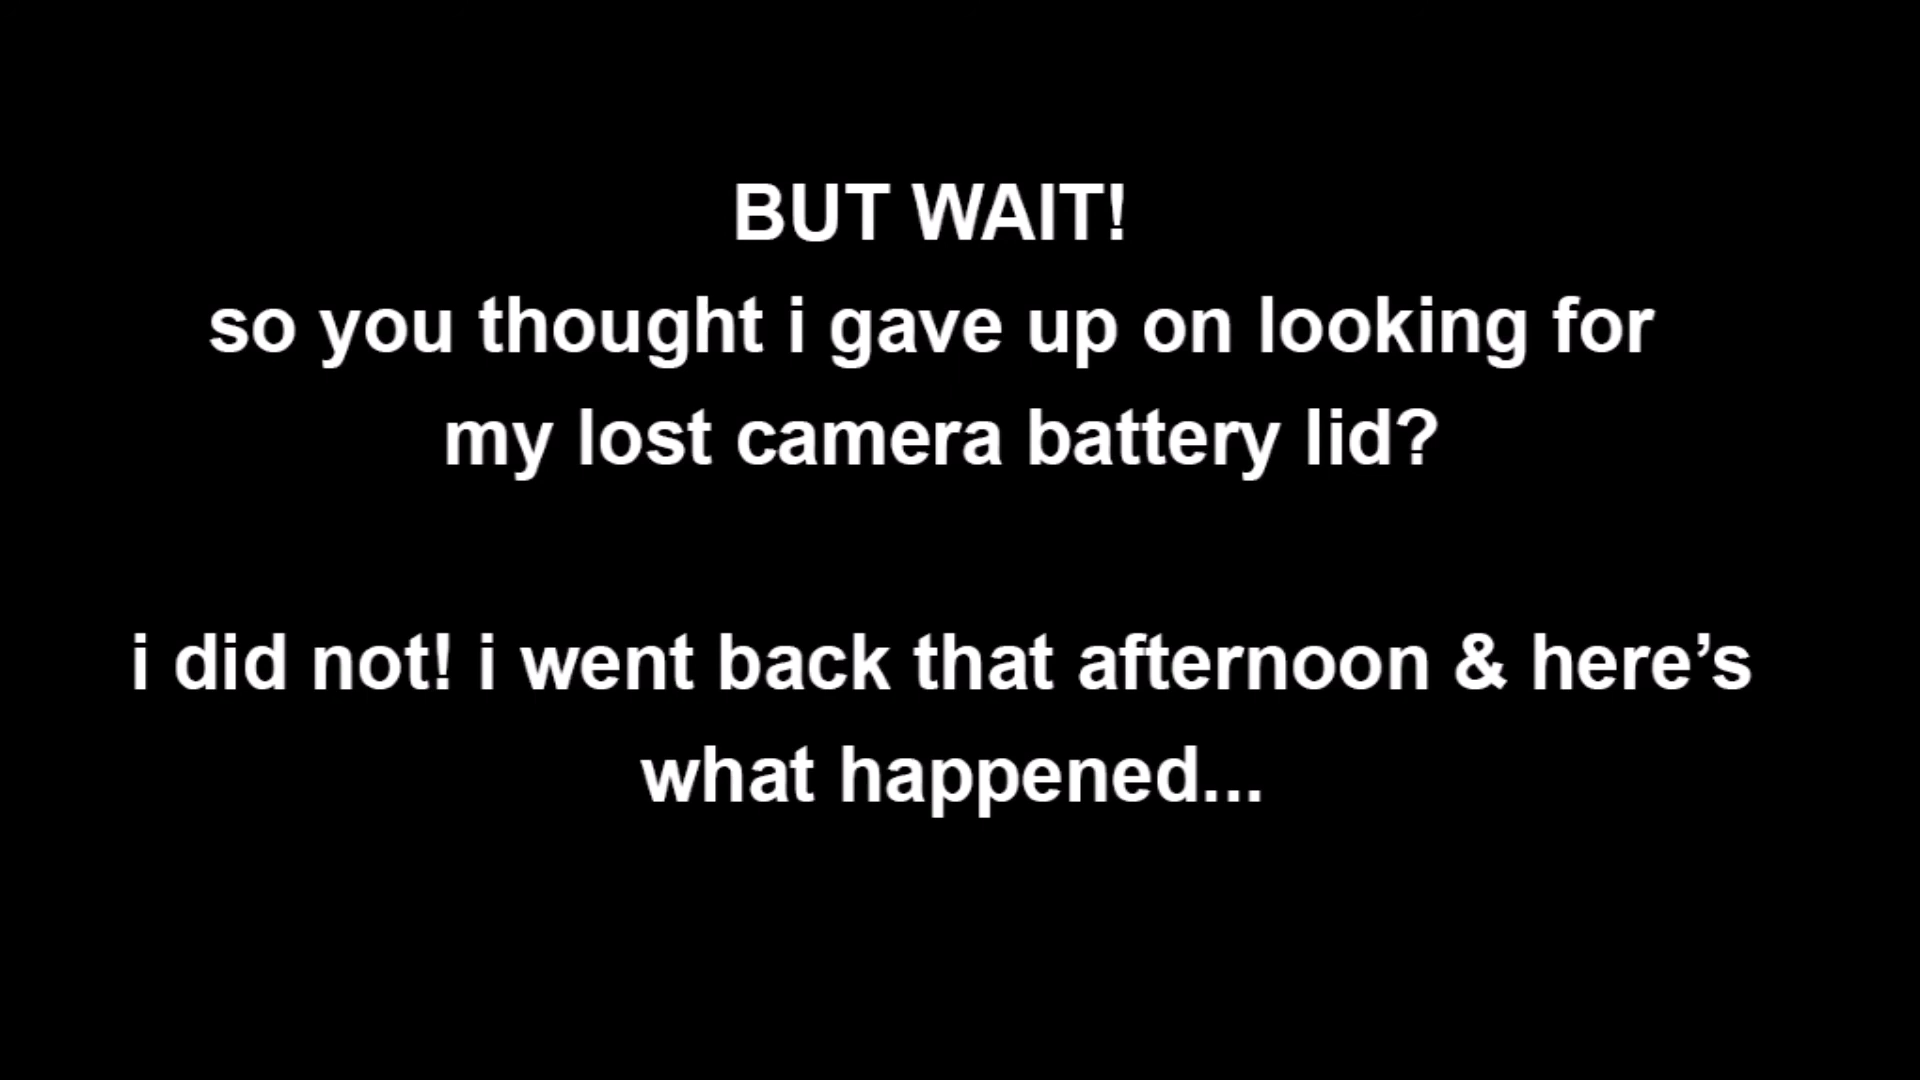 BUT WAIT!
so you thought i gave up on looking for
my lost camera battery lid?
i did not! i went back that afternoon & here’s
what happened...